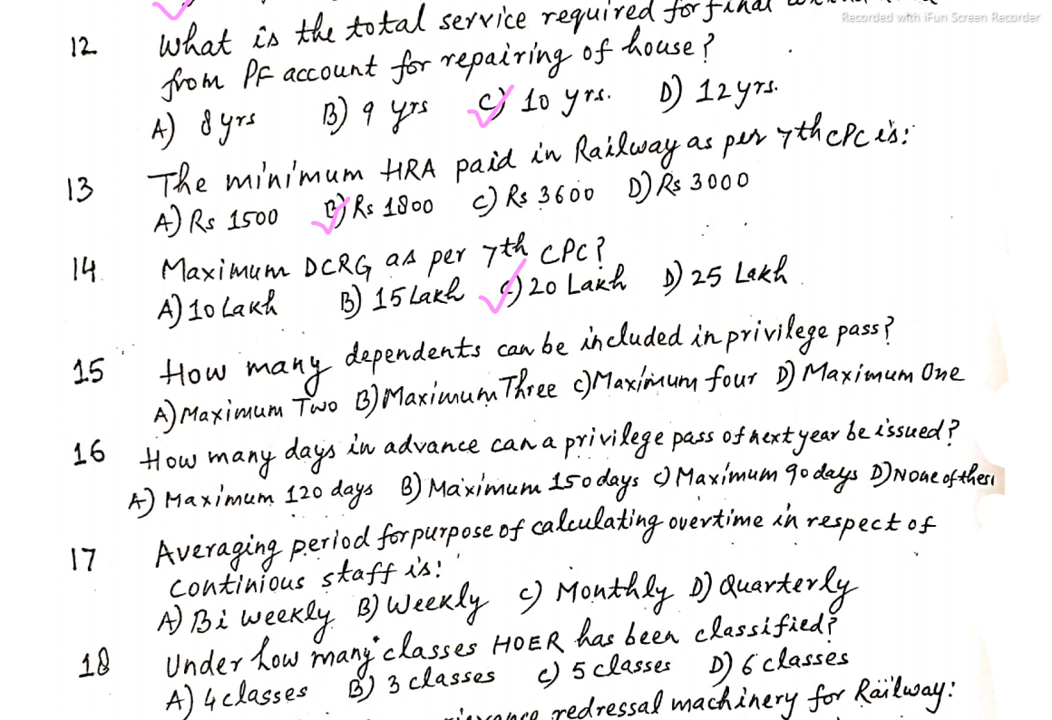 Recorded with iFun Screen Recorder
12 What is the total service required for final
from PF account for repairing of house?
A) 8 yrs B) 9 yrs C) 10 yrs. D) 12 yrs.
13 The minimum HRA paid in Railway as per 7th CPC is:
A) Rs 1500 B) Rs 1800 C) Rs 3600 D) Rs 3000
14 Maximum DCRG as per 7th CPC?
A) 10 Lakh B) 15 Lakh C) 20 Lakh D) 25 Lakh
15 How many dependents can be included in privilege pass?
A) Maximum Two B) Maximum Three C) Maximum four D) Maximum One
16 How many days in advance can a privilege pass of next year be issued?
A) Maximum 120 days B) Maximum 150 days C) Maximum 90 days D) None of these
17 Averaging period for purpose of calculating overtime in respect of
continious staff is:
A) Bi weekly B) Weekly C) Monthly D) Quarterly
18 Under how many classes HOER has been classified?
A) 4 classes B) 3 classes C) 5 classes D) 6 classes
redressal machinery for Railway: